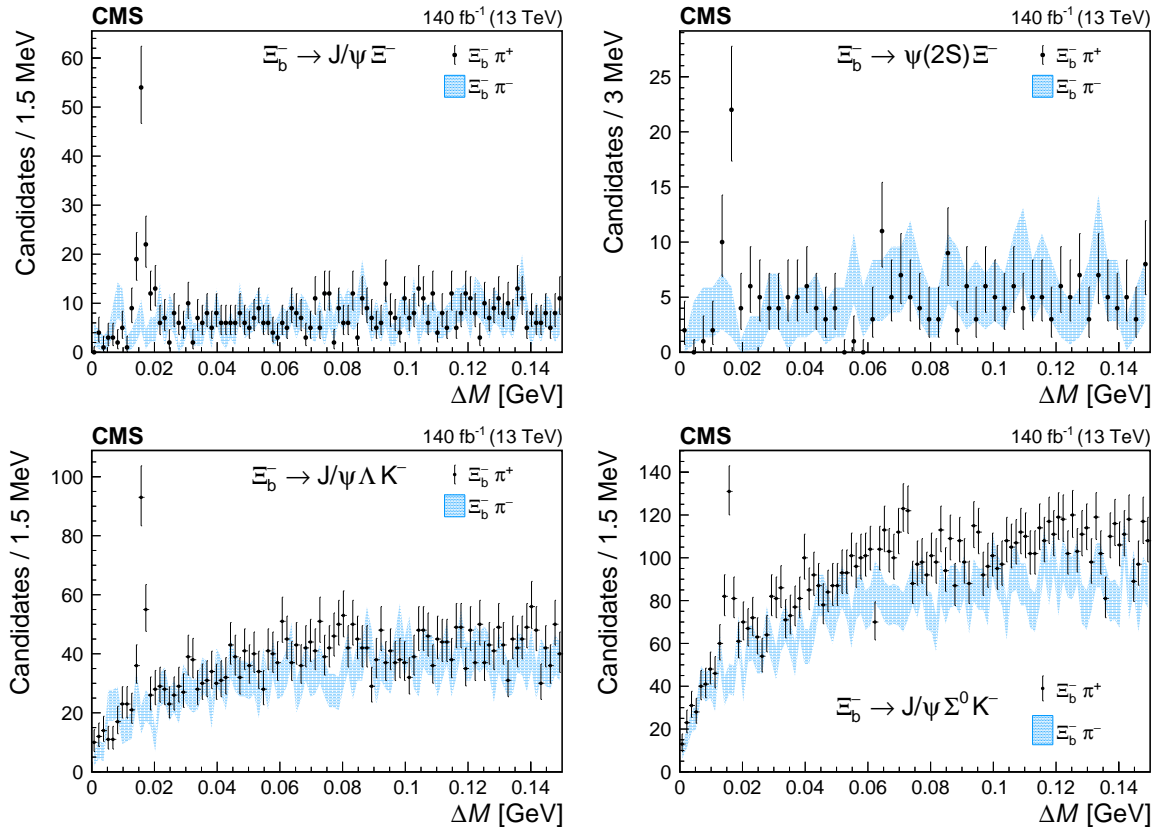 CMS 140 fb⁻¹ (13 TeV)
Candidates / 1.5 MeV
60
50
40
30
20
10
0
Ξb⁻ → J/ψ Ξ⁻
Ξb⁻ π⁺
Ξb⁻ π⁻
0 0.02 0.04 0.06 0.08 0.1 0.12 0.14
ΔM [GeV]
CMS 140 fb⁻¹ (13 TeV)
Candidates / 3 MeV
25
20
15
10
5
0
Ξb⁻ → ψ(2S) Ξ⁻
Ξb⁻ π⁺
Ξb⁻ π⁻
0 0.02 0.04 0.06 0.08 0.1 0.12 0.14
ΔM [GeV]
CMS 140 fb⁻¹ (13 TeV)
Candidates / 1.5 MeV
100
80
60
40
20
0
Ξb⁻ → J/ψ Λ K⁻
Ξb⁻ π⁺
Ξb⁻ π⁻
0 0.02 0.04 0.06 0.08 0.1 0.12 0.14
ΔM [GeV]
CMS 140 fb⁻¹ (13 TeV)
Candidates / 1.5 MeV
140
120
100
80
60
40
20
0
Ξb⁻ → J/ψ Σ⁰ K⁻
Ξb⁻ π⁺
Ξb⁻ π⁻
0 0.02 0.04 0.06 0.08 0.1 0.12 0.14
ΔM [GeV]